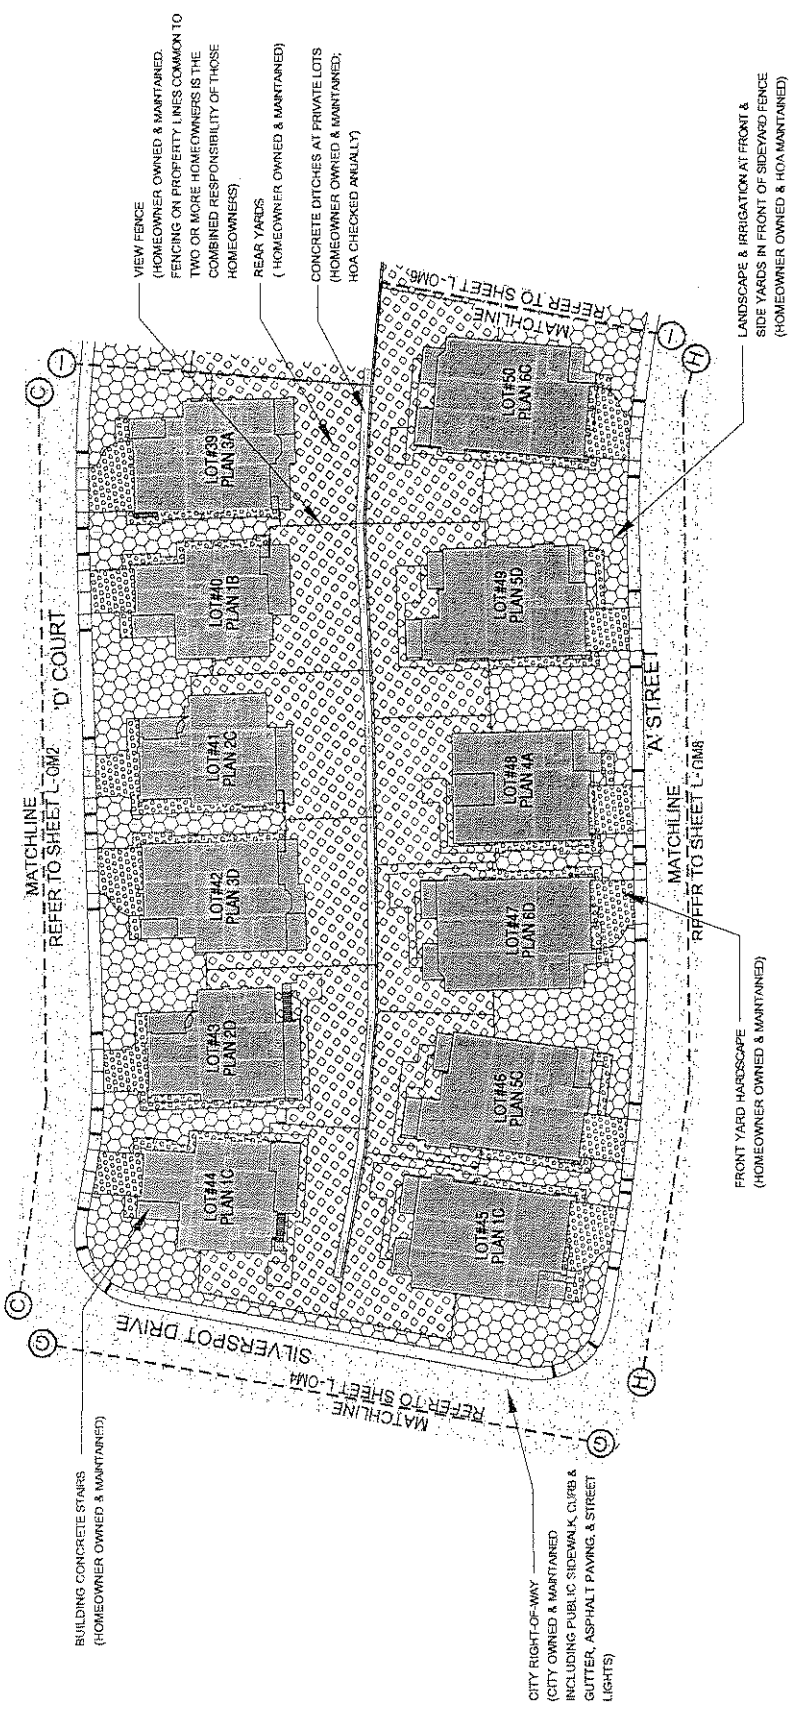 VIEW FENCE
(HOMEOWNER OWNED & MAINTAINED.
FENCING ON PROPERTY LINES COMMON TO
TWO OR MORE HOMEOWNERS IS THE
COMBINED RESPONSIBILITY OF THOSE
HOMEOWNERS).
REAR YARDS
( HOMEOWNER OWNED & MAINTAINED)
CONCRETE DITCHES AT PRIVATE LOTS
(HOMEOWNER OWNED & MAINTAINED;
HOA CHECKED ANUALLY)
MATCHLINE
REFER TO SHEET L-OM2
'D' COURT
C
C
I
I
G
G
H
H
LOT#44
PLAN 1C
LOT#43
PLAN 2D
LOT#42
PLAN 3D
LOT#41
PLAN 2C
LOT#40
PLAN 1B
LOT#39
PLAN 3A
LOT#45
PLAN 1C
LOT#46
PLAN 5C
LOT#47
PLAN 6D
LOT#48
PLAN 4A
LOT#49
PLAN 5D
LOT#50
PLAN 6C
MATCHLINE
REFER TO SHEET L-OM6
SILVERSPOT DRIVE
MATCHLINE
REFER TO SHEET L-OM4
'A' STREET
MATCHLINE
REFER TO SHEET L-OM8
BUILDING CONCRETE STAIRS
(HOMEOWNER OWNED & MAINTAINED)
CITY RIGHT-OF-WAY
(CITY OWNED & MAINTAINED
INCLUDING PUBLIC SIDEWALK, CURB &
GUTTER, ASPHALT PAVING, & STREET
LIGHTS)
FRONT YARD HARDSCAPE
(HOMEOWNER OWNED & MAINTAINED)
LANDSCAPE & IRRIGATION AT FRONT &
SIDE YARDS IN FRONT OF SIDEYARD FENCE
(HOMEOWNER OWNED & HOA MAINTAINED)